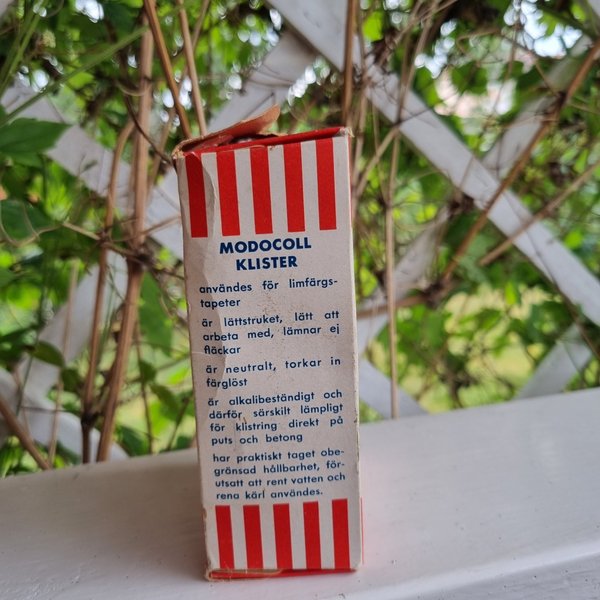 MODOCOLL
KLISTER
användes för limfärgs-
tapeter
är lättstruket, lätt att
arbeta med, lämnar ej
fläckar
är neutralt, torkar in
färglöst
är alkalibeständigt och
därför särskilt lämpligt
för klistring direkt på
puts och betong
har praktiskt taget obe-
gränsad hållbarhet, för-
utsatt att rent vatten och
rena kärl användes.